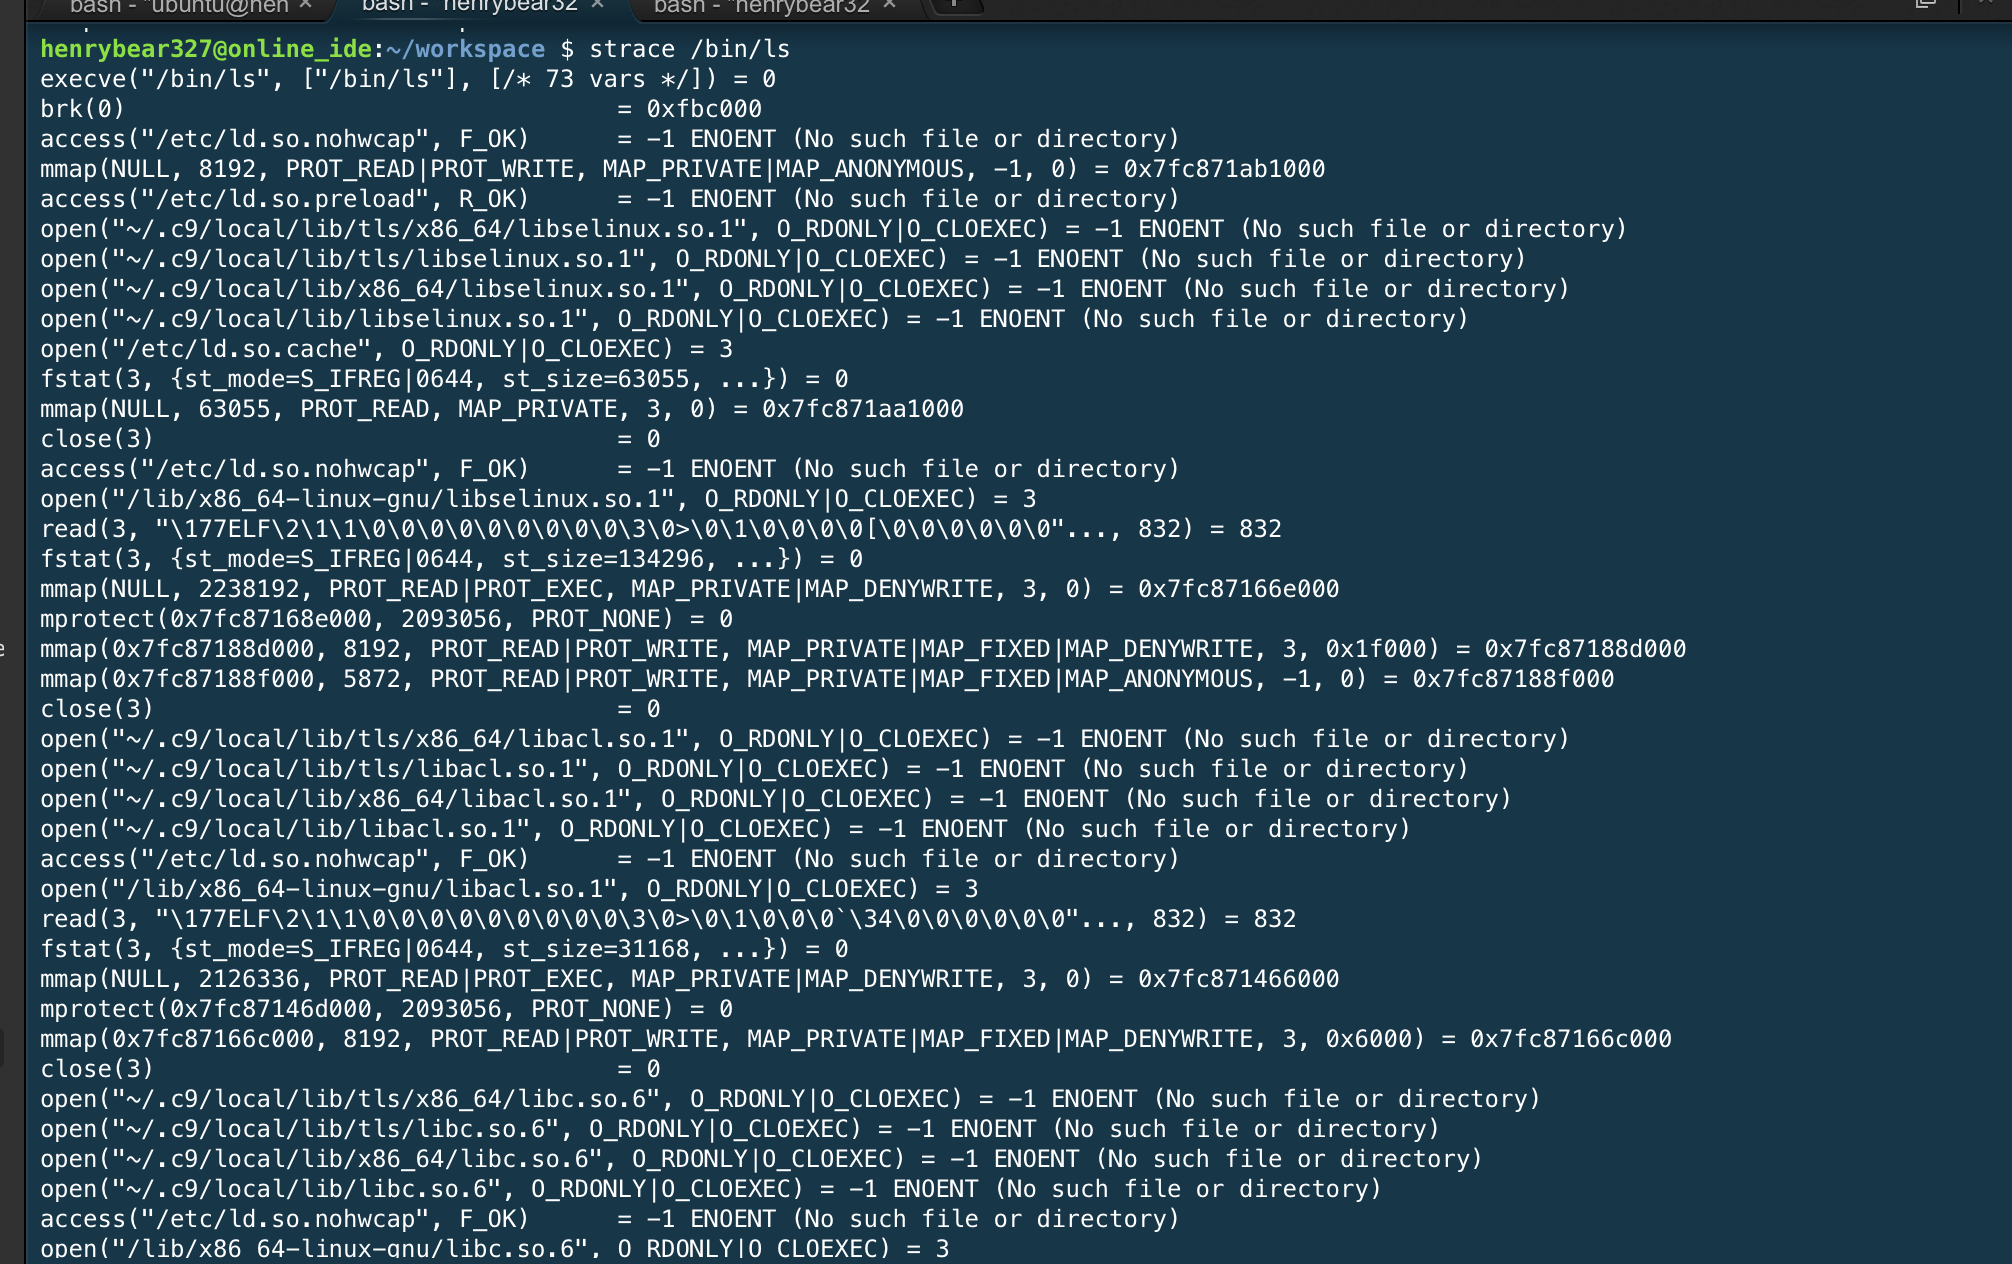 bash - "ubuntu@hen × bash - "henrybear32 × bash - "henrybear32 ×
henrybear327@online_ide:~/workspace $ strace /bin/ls
execve("/bin/ls", ["/bin/ls"], [/* 73 vars */]) = 0
brk(0)                                  = 0xfbc000
access("/etc/ld.so.nohwcap", F_OK)      = -1 ENOENT (No such file or directory)
mmap(NULL, 8192, PROT_READ|PROT_WRITE, MAP_PRIVATE|MAP_ANONYMOUS, -1, 0) = 0x7fc871ab1000
access("/etc/ld.so.preload", R_OK)      = -1 ENOENT (No such file or directory)
open("~/.c9/local/lib/tls/x86_64/libselinux.so.1", O_RDONLY|O_CLOEXEC) = -1 ENOENT (No such file or directory)
open("~/.c9/local/lib/tls/libselinux.so.1", O_RDONLY|O_CLOEXEC) = -1 ENOENT (No such file or directory)
open("~/.c9/local/lib/x86_64/libselinux.so.1", O_RDONLY|O_CLOEXEC) = -1 ENOENT (No such file or directory)
open("~/.c9/local/lib/libselinux.so.1", O_RDONLY|O_CLOEXEC) = -1 ENOENT (No such file or directory)
open("/etc/ld.so.cache", O_RDONLY|O_CLOEXEC) = 3
fstat(3, {st_mode=S_IFREG|0644, st_size=63055, ...}) = 0
mmap(NULL, 63055, PROT_READ, MAP_PRIVATE, 3, 0) = 0x7fc871aa1000
close(3)                                = 0
access("/etc/ld.so.nohwcap", F_OK)      = -1 ENOENT (No such file or directory)
open("/lib/x86_64-linux-gnu/libselinux.so.1", O_RDONLY|O_CLOEXEC) = 3
read(3, "\177ELF\2\1\1\0\0\0\0\0\0\0\0\0\3\0>\0\1\0\0\0\0[\0\0\0\0\0\0"..., 832) = 832
fstat(3, {st_mode=S_IFREG|0644, st_size=134296, ...}) = 0
mmap(NULL, 2238192, PROT_READ|PROT_EXEC, MAP_PRIVATE|MAP_DENYWRITE, 3, 0) = 0x7fc87166e000
mprotect(0x7fc87168e000, 2093056, PROT_NONE) = 0
mmap(0x7fc87188d000, 8192, PROT_READ|PROT_WRITE, MAP_PRIVATE|MAP_FIXED|MAP_DENYWRITE, 3, 0x1f000) = 0x7fc87188d000
mmap(0x7fc87188f000, 5872, PROT_READ|PROT_WRITE, MAP_PRIVATE|MAP_FIXED|MAP_ANONYMOUS, -1, 0) = 0x7fc87188f000
close(3)                                = 0
open("~/.c9/local/lib/tls/x86_64/libacl.so.1", O_RDONLY|O_CLOEXEC) = -1 ENOENT (No such file or directory)
open("~/.c9/local/lib/tls/libacl.so.1", O_RDONLY|O_CLOEXEC) = -1 ENOENT (No such file or directory)
open("~/.c9/local/lib/x86_64/libacl.so.1", O_RDONLY|O_CLOEXEC) = -1 ENOENT (No such file or directory)
open("~/.c9/local/lib/libacl.so.1", O_RDONLY|O_CLOEXEC) = -1 ENOENT (No such file or directory)
access("/etc/ld.so.nohwcap", F_OK)      = -1 ENOENT (No such file or directory)
open("/lib/x86_64-linux-gnu/libacl.so.1", O_RDONLY|O_CLOEXEC) = 3
read(3, "\177ELF\2\1\1\0\0\0\0\0\0\0\0\0\3\0>\0\1\0\0\0`\34\0\0\0\0\0\0"..., 832) = 832
fstat(3, {st_mode=S_IFREG|0644, st_size=31168, ...}) = 0
mmap(NULL, 2126336, PROT_READ|PROT_EXEC, MAP_PRIVATE|MAP_DENYWRITE, 3, 0) = 0x7fc871466000
mprotect(0x7fc87146d000, 2093056, PROT_NONE) = 0
mmap(0x7fc87166c000, 8192, PROT_READ|PROT_WRITE, MAP_PRIVATE|MAP_FIXED|MAP_DENYWRITE, 3, 0x6000) = 0x7fc87166c000
close(3)                                = 0
open("~/.c9/local/lib/tls/x86_64/libc.so.6", O_RDONLY|O_CLOEXEC) = -1 ENOENT (No such file or directory)
open("~/.c9/local/lib/tls/libc.so.6", O_RDONLY|O_CLOEXEC) = -1 ENOENT (No such file or directory)
open("~/.c9/local/lib/x86_64/libc.so.6", O_RDONLY|O_CLOEXEC) = -1 ENOENT (No such file or directory)
open("~/.c9/local/lib/libc.so.6", O_RDONLY|O_CLOEXEC) = -1 ENOENT (No such file or directory)
access("/etc/ld.so.nohwcap", F_OK)      = -1 ENOENT (No such file or directory)
open("/lib/x86_64-linux-gnu/libc.so.6", O_RDONLY|O_CLOEXEC) = 3